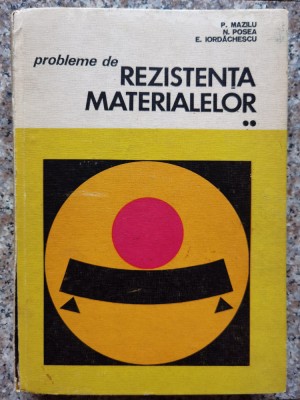 P. MAZILU
N. POSEA
E. IORDĂCHESCU
probleme de REZISTENȚA
MATERIALELOR